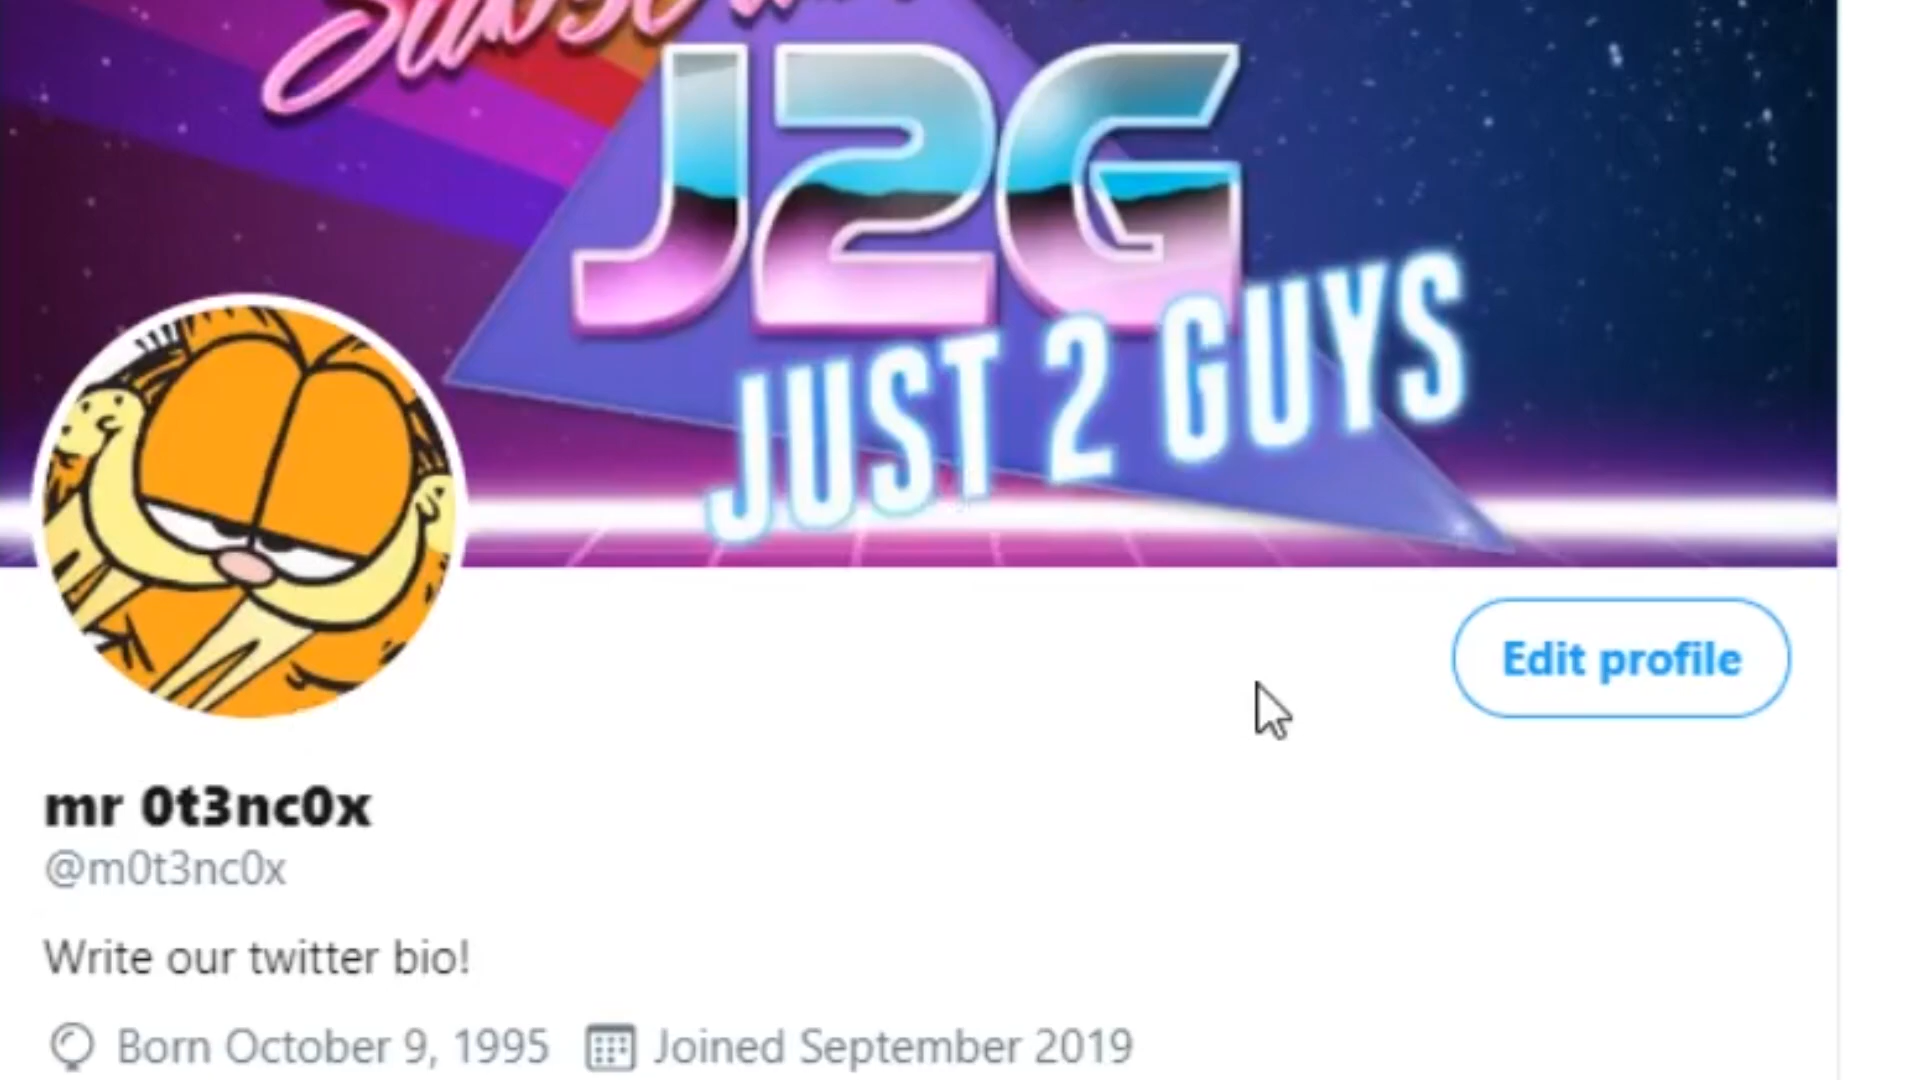 J2G
JUST 2 GUYS
Edit profile
mr 0t3nc0x
@m0t3nc0x
Write our twitter bio!
Born October 9, 1995 Joined September 2019